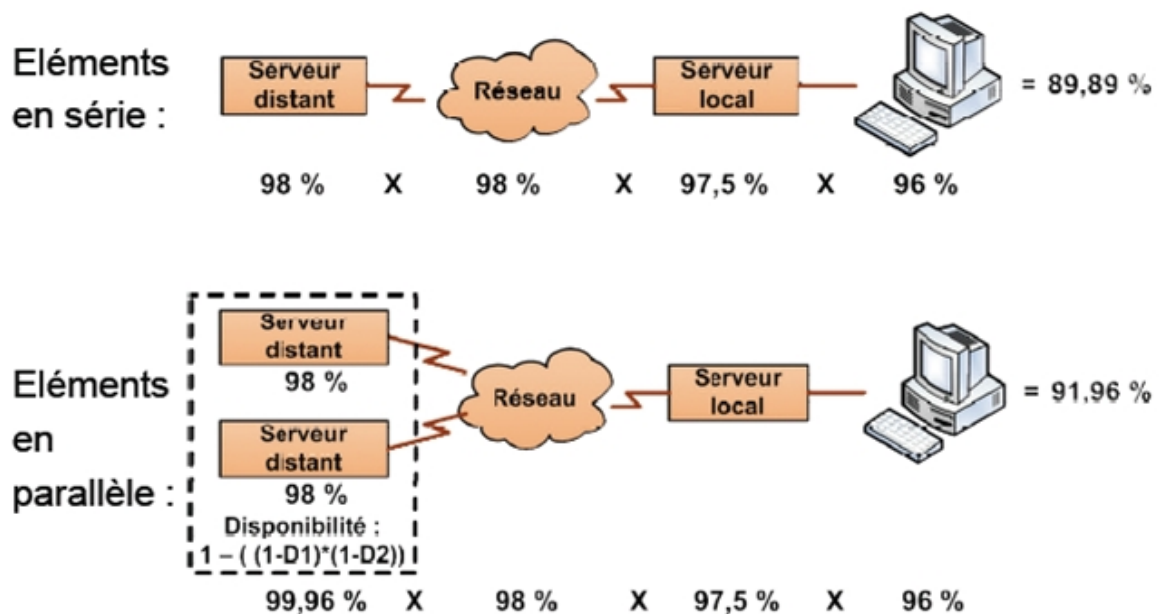 Eléments
en série :
Serveur
distant
Réseau
Serveur
local
= 89,89 %
98 % X 98 % X 97,5 % X 96 %
Eléments
en
parallèle :
Serveur
distant
98 %
Serveur
distant
98 %
Disponibilité :
1 – ( (1-D1)*(1-D2))
Réseau
Serveur
local
= 91,96 %
99,96 % X 98 % X 97,5 % X 96 %